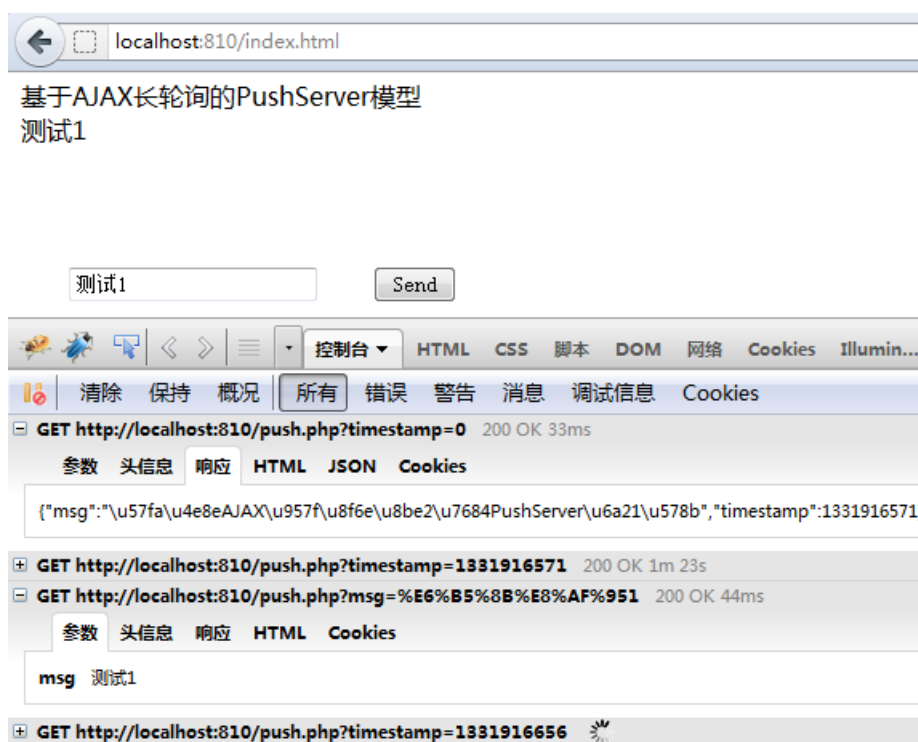 localhost:810/index.html
基于AJAX长轮询的PushServer模型
测试1
测试1 Send
控制台 HTML CSS 脚本 DOM 网络 Cookies Illumin...
清除 保持 概况 所有 错误 警告 消息 调试信息 Cookies
GET http://localhost:810/push.php?timestamp=0 200 OK 33ms
参数 头信息 响应 HTML JSON Cookies
{"msg":"\u57fa\u4e8eAJAX\u957f\u8f6e\u8be2\u7684PushServer\u6a21\u578b","timestamp":1331916571
GET http://localhost:810/push.php?timestamp=1331916571 200 OK 1m 23s
GET http://localhost:810/push.php?msg=%E6%B5%8B%E8%AF%951 200 OK 44ms
参数 头信息 响应 HTML Cookies
msg 测试1
GET http://localhost:810/push.php?timestamp=1331916656